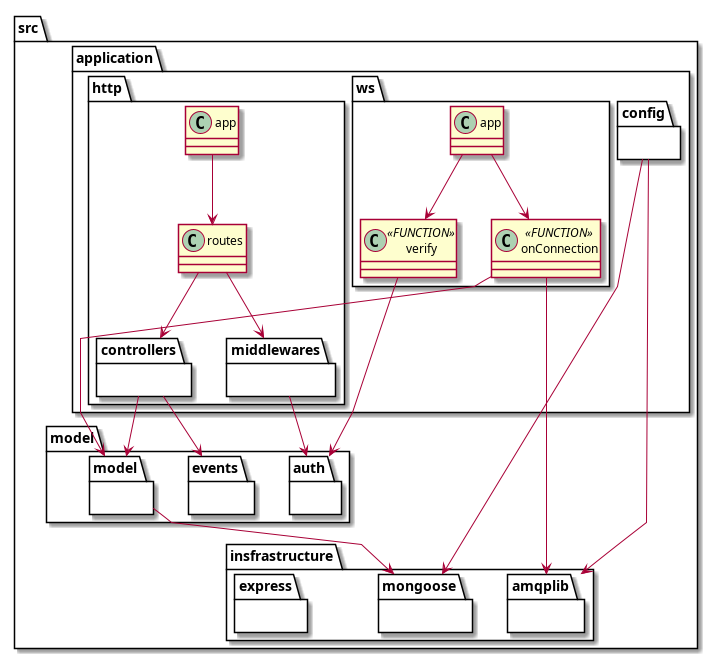 src
application
http
ws
config
C app
C app
C routes
C «FUNCTION»
verify
C «FUNCTION»
onConnection
controllers
middlewares
model
model
events
auth
insfrastructure
express
mongoose
amqplib